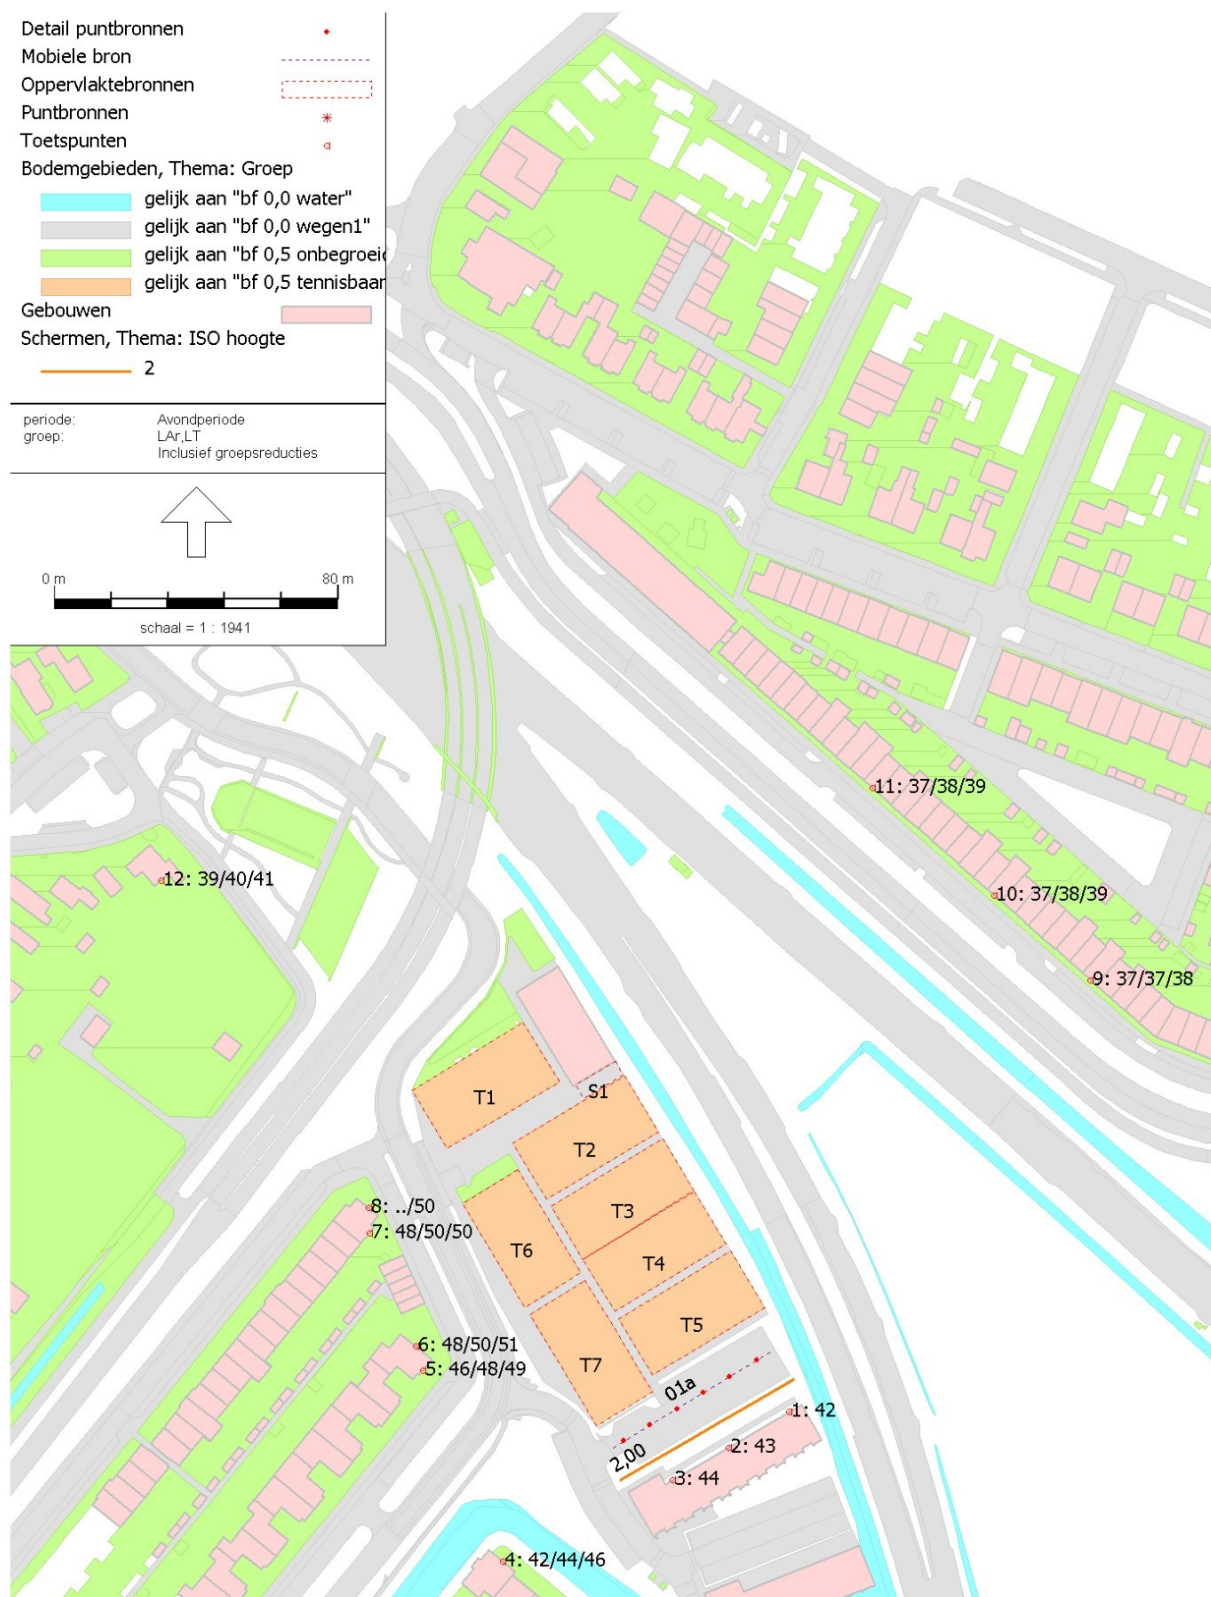 Detail puntbronnen
Mobiele bron
Oppervlaktebronnen
Puntbronnen
Toetspunten
Bodemgebieden, Thema: Groep
gelijk aan "bf 0,0 water"
gelijk aan "bf 0,0 wegen1"
gelijk aan "bf 0,5 onbegroeid
gelijk aan "bf 0,5 tennisbaan
Gebouwen
Schermen, Thema: ISO hoogte
2
periode: Avondperiode
groep: LAr,LT
Inclusief groepsreducties
0 m 80 m
schaal = 1 : 1941
11: 37/38/39
12: 39/40/41
10: 37/38/39
9: 37/37/38
S1
T1
T2
8: ../50
T3
7: 48/50/50
T6
T4
T5
6: 48/50/51
T7
5: 46/48/49
01a
1: 42
2: 43
2,00
3: 44
4: 42/44/46